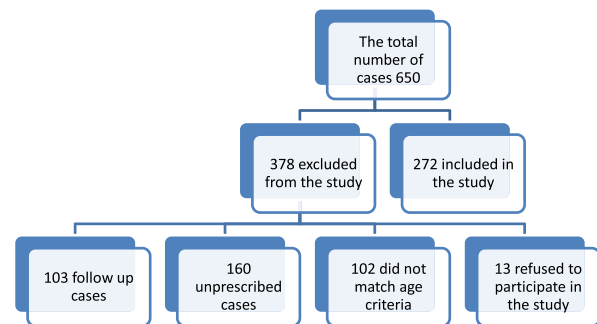 The total
number of
cases 650
378 excluded
from the study
272 included in
the study
103 follow up
cases
160
unprescribed
cases
102 did not
match age
criteria
13 refused to
participate in
the study